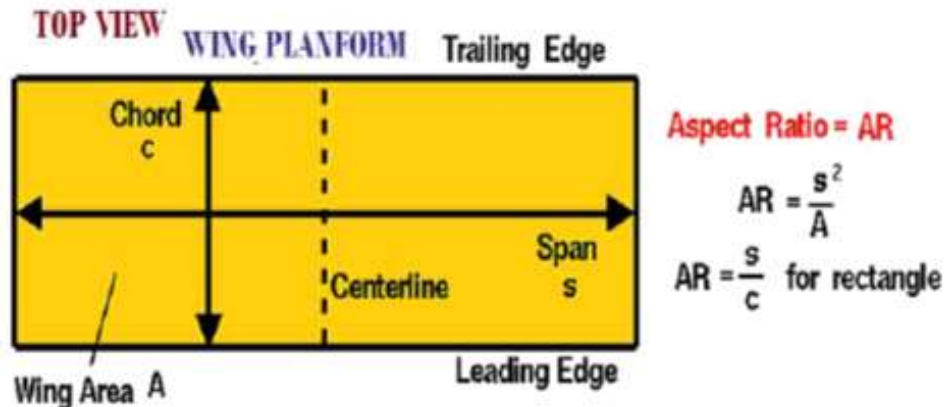 TOP VIEW
WING PLANFORM
Trailing Edge
Chord
c
Aspect Ratio = AR
AR = s²/A
Span
s
AR = s/c for rectangle
Centerline
Leading Edge
Wing Area A